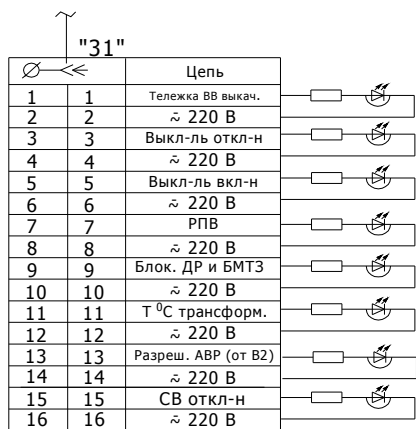 "31"
Цепь
1 1 Тележка ВВ выкач.
2 2 ~ 220 В
3 3 Выкл-ль откл-н
4 4 ~ 220 В
5 5 Выкл-ль вкл-н
6 6 ~ 220 В
7 7 РПВ
8 8 ~ 220 В
9 9 Блок. ДР и БМТЗ
10 10 ~ 220 В
11 11 Т ⁰С трансформ.
12 12 ~ 220 В
13 13 Разреш. АВР (от В2)
14 14 ~ 220 В
15 15 СВ откл-н
16 16 ~ 220 В